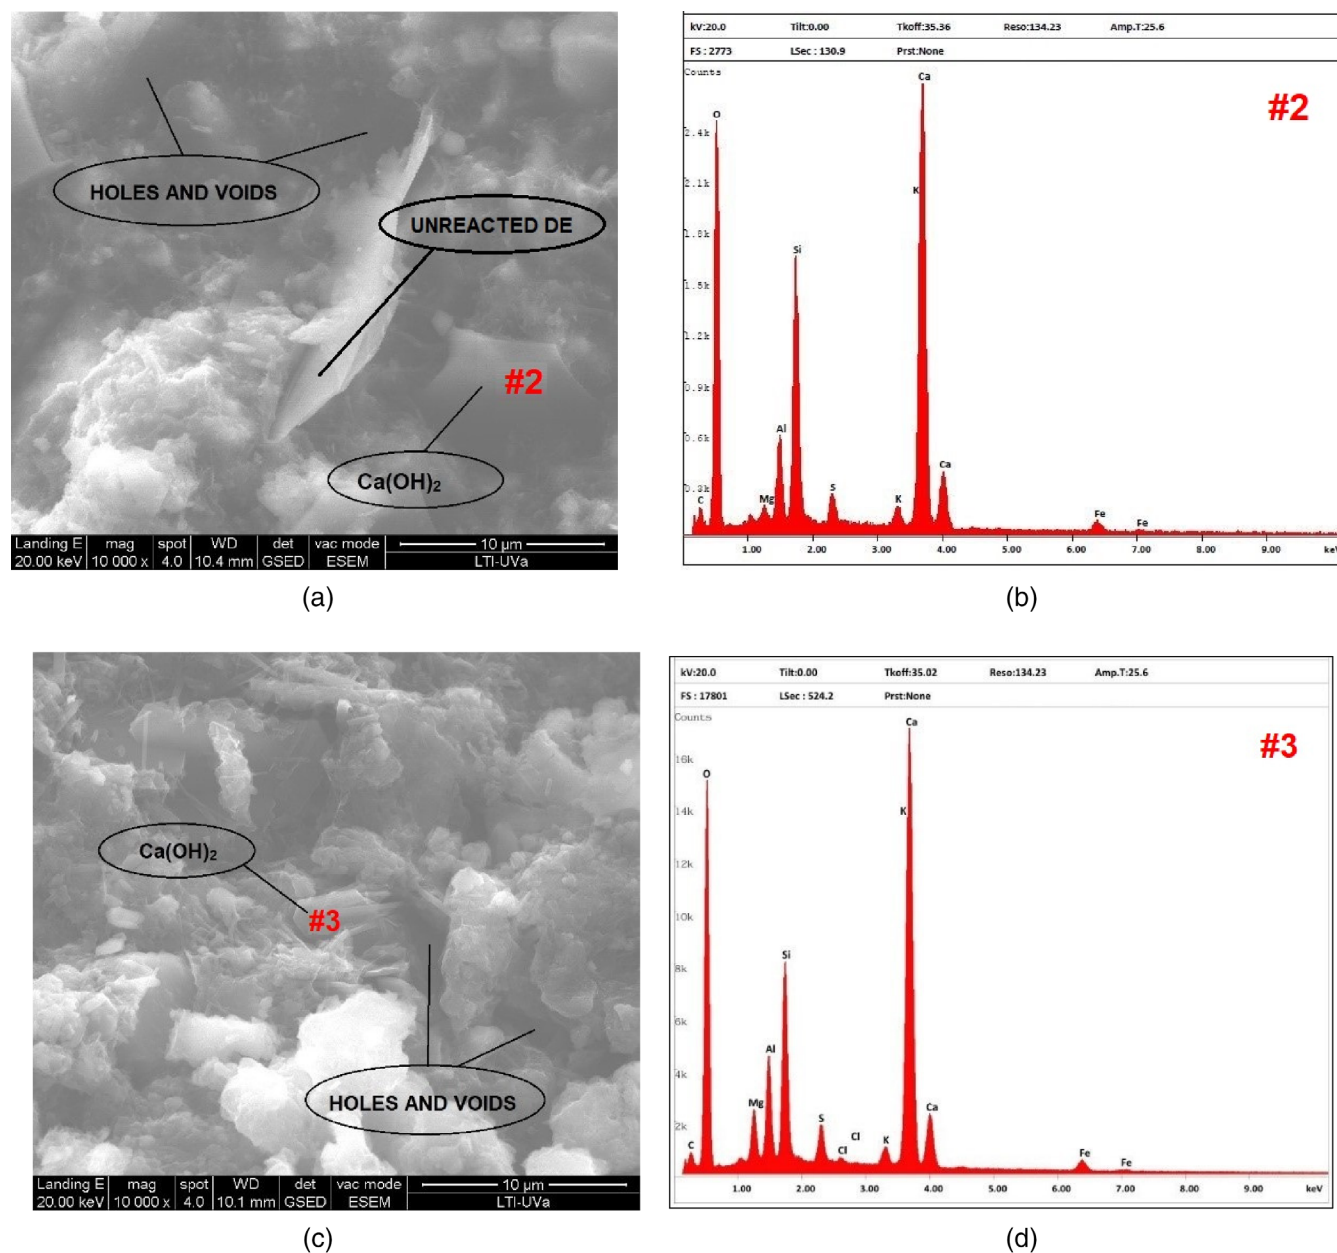 HOLES AND VOIDS
UNREACTED DE
#2
Ca(OH)₂
Landing E mag spot WD det vac mode 10 µm
20.00 keV 10 000 x 4.0 10.4 mm GSED ESEM LTI-UVa
(a)
kV:20.0 Tilt:0.00 Tkoff:35.36 Reso:134.23 Amp.T:25.6
FS : 2773 LSec : 130.9 Prst:None
Counts
#2
Ca
O
2.4k
2.1k
K
1.8k
Si
1.5k
1.2k
0.9k
0.6k
Al
Ca
0.3k
C
Mg
S
K
Fe
Fe
1.00 2.00 3.00 4.00 5.00 6.00 7.00 8.00 9.00 keV
(b)
Ca(OH)₂
#3
HOLES AND VOIDS
Landing E mag spot WD det vac mode 10 µm
20.00 keV 10 000 x 4.0 10.1 mm GSED ESEM LTI-UVa
(c)
kV:20.0 Tilt:0.00 Tkoff:35.02 Reso:134.23 Amp.T:25.6
FS : 17801 LSec : 524.2 Prst:None
Counts
#3
Ca
16k
O
14k
K
12k
10k
8k
Si
6k
4k
Al
2k
Mg
Ca
S
Cl
C
Cl
K
Fe
Fe
1.00 2.00 3.00 4.00 5.00 6.00 7.00 8.00 9.00 keV
(d)